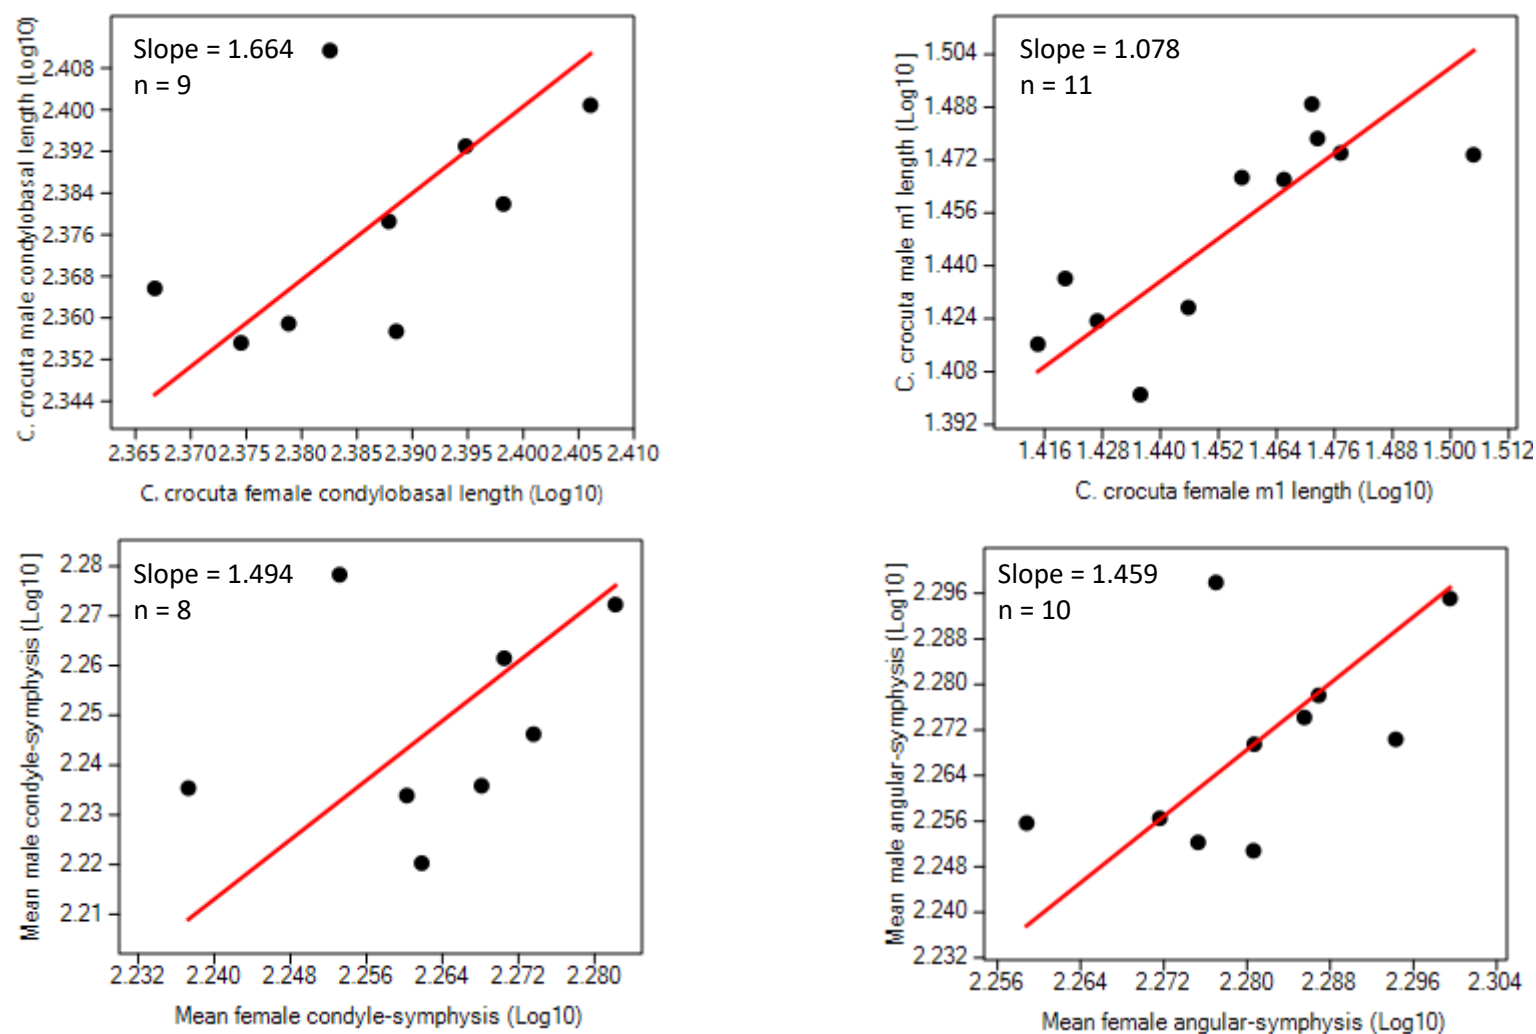 Slope = 1.664
n = 9
C. crocuta male condylobasal length (Log10)
2.408
2.400
2.392
2.384
2.376
2.368
2.360
2.352
2.344
2.365 2.370 2.375 2.380 2.385 2.390 2.395 2.400 2.405 2.410
C. crocuta female condylobasal length (Log10)
Slope = 1.078
n = 11
C. crocuta male m1 length (Log10]
1.504
1.488
1.472
1.456
1.440
1.424
1.408
1.392
1.416 1.428 1.440 1.452 1.464 1.476 1.488 1.500 1.512
C. crocuta female m1 length (Log10)
Slope = 1.494
n = 8
Mean male condyle-symphysis (Log10]
2.28
2.27
2.26
2.25
2.24
2.23
2.22
2.21
2.232 2.240 2.248 2.256 2.264 2.272 2.280
Mean female condyle-symphysis (Log10)
Slope = 1.459
n = 10
Mean male angular-symphysis (Log10]
2.296
2.288
2.280
2.272
2.264
2.256
2.248
2.240
2.232
2.256 2.264 2.272 2.280 2.288 2.296 2.304
Mean female angular-symphysis (Log10)